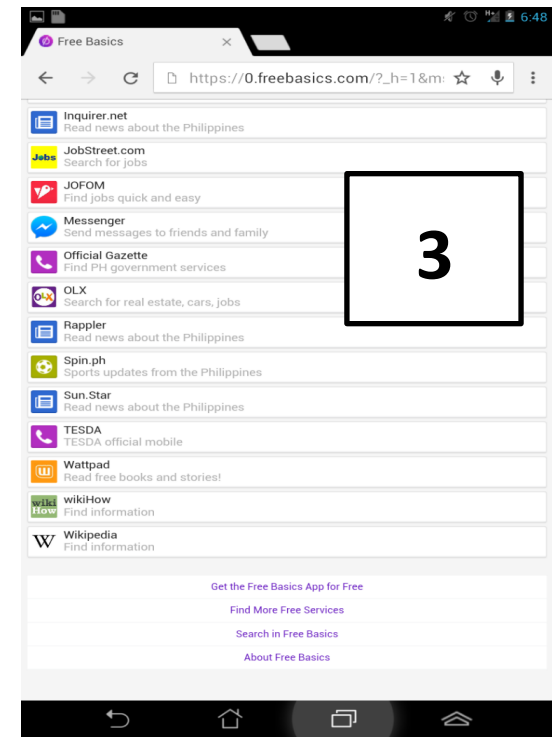 6:48
Free Basics
https://0.freebasics.com/?_h=1&m
Inquirer.net
Read news about the Philippines
Jobs
JobStreet.com
Search for jobs
JOFOM
Find jobs quick and easy
Messenger
Send messages to friends and family
Official Gazette
Find PH government services
OLX
OLX
Search for real estate, cars, jobs
Rappler
Read news about the Philippines
Spin.ph
Sports updates from the Philippines
Sun.Star
Read news about the Philippines
TESDA
TESDA official mobile
Wattpad
Read free books and stories!
wiki
How
wikiHow
Find information
W
Wikipedia
Find information
3
Get the Free Basics App for Free
Find More Free Services
Search in Free Basics
About Free Basics